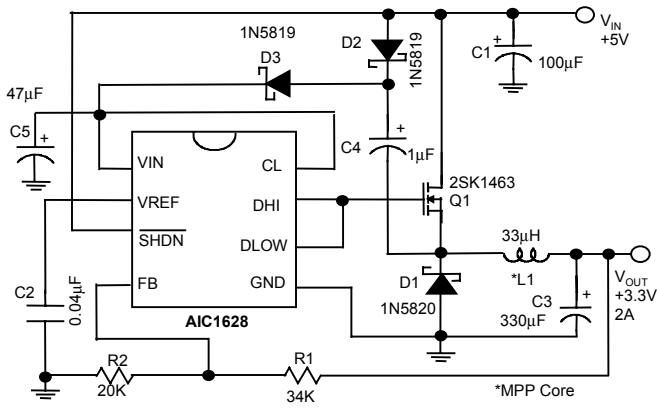 1N5819
D3
D2
1N5819
V_IN
+5V
C1
+
100µF
47µF
C5
+
VIN
VREF
SHDN
FB
CL
DHI
DLOW
GND
AIC1628
C4
+
1µF
2SK1463
Q1
33µH
*L1
V_OUT
+3.3V
2A
D1
1N5820
C3
+
330µF
C2
0.04µF
R2
20K
R1
34K
*MPP Core